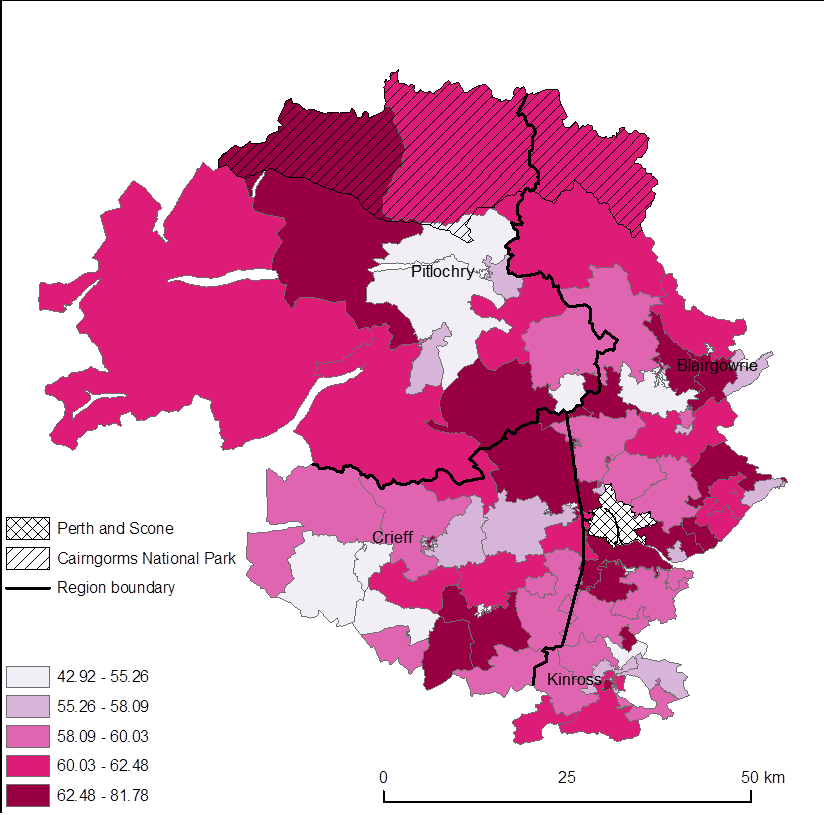 Pitlochry
Blairgowrie
Crieff
Kinross
Perth and Scone
Cairngorms National Park
Region boundary
42.92 - 55.26
55.26 - 58.09
58.09 - 60.03
60.03 - 62.48
62.48 - 81.78
0 25 50 km